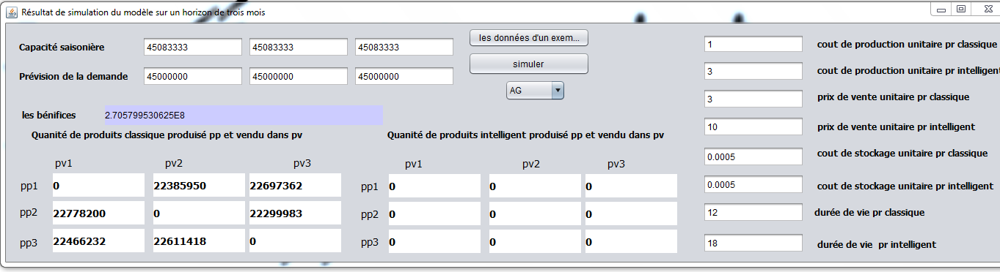 Résultat de simulation du modèle sur un horizon de trois mois
Capacité saisonière 45083333 45083333 45083333 les données d'un exem... 1 cout de production unitaire pr classique
simuler
Prévision de la demande 45000000 45000000 45000000 3 cout de production unitaire pr intelligent
AG 3 prix de vente unitaire pr classique
les bénifices 2.705799530625E8
10 prix de vente unitaire pr intelligent
Quanité de produits classique produisé pp et vendu dans pv Quanité de produits intelligent produisé pp et vendu dans pv
0.0005 cout de stockage unitaire pr classique
pv1 pv2 pv3 pv1 pv2 pv3
pp1 0 22385950 22697362 pp1 0 0 0 0.0005 cout de stockage unitaire pr intelligent
pp2 22778200 0 22299983 pp2 0 0 0 12 durée de vie pr classique
pp3 22466232 22611418 0 pp3 0 0 0 18 durée de vie pr intelligent